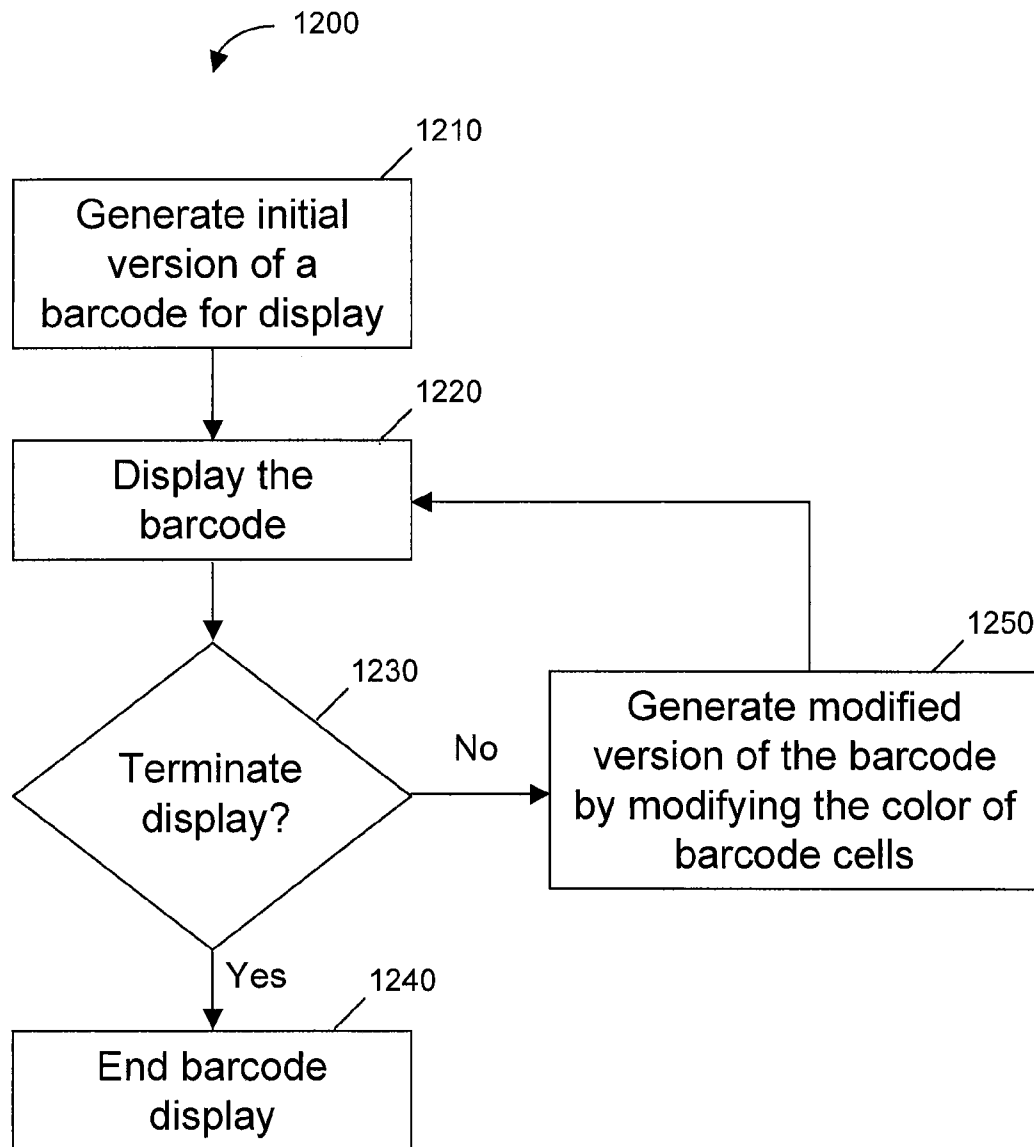 1200
1210
Generate initial
version of a
barcode for display
1220
Display the
barcode
1230
Terminate
display?
No
1250
Generate modified
version of the barcode
by modifying the color of
barcode cells
Yes
1240
End barcode
display